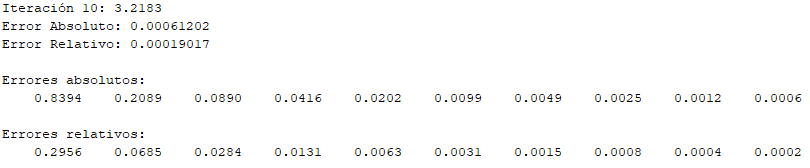 Iteración 10: 3.2183
Error Absoluto: 0.00061202
Error Relativo: 0.00019017
Errores absolutos:
0.8394 0.2089 0.0890 0.0416 0.0202 0.0099 0.0049 0.0025 0.0012 0.0006
Errores relativos:
0.2956 0.0685 0.0284 0.0131 0.0063 0.0031 0.0015 0.0008 0.0004 0.0002